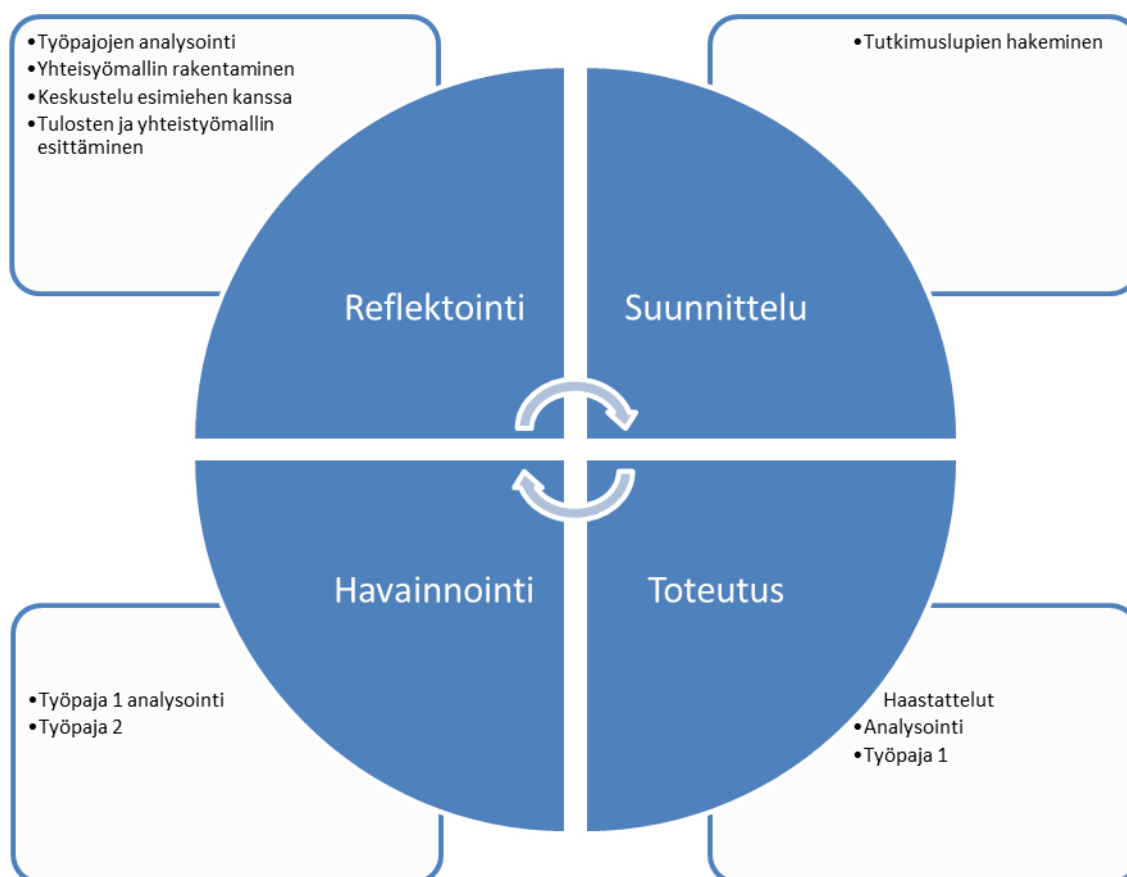 •Työpajojen analysointi
•Yhteisyömallin rakentaminen
•Keskustelu esimiehen kanssa
•Tulosten ja yhteistyömallin
esittäminen
•Tutkimuslupien hakeminen
Reflektointi
Suunnittelu
Havainnointi
Toteutus
•Työpaja 1 analysointi
•Työpaja 2
Haastattelut
•Analysointi
•Työpaja 1